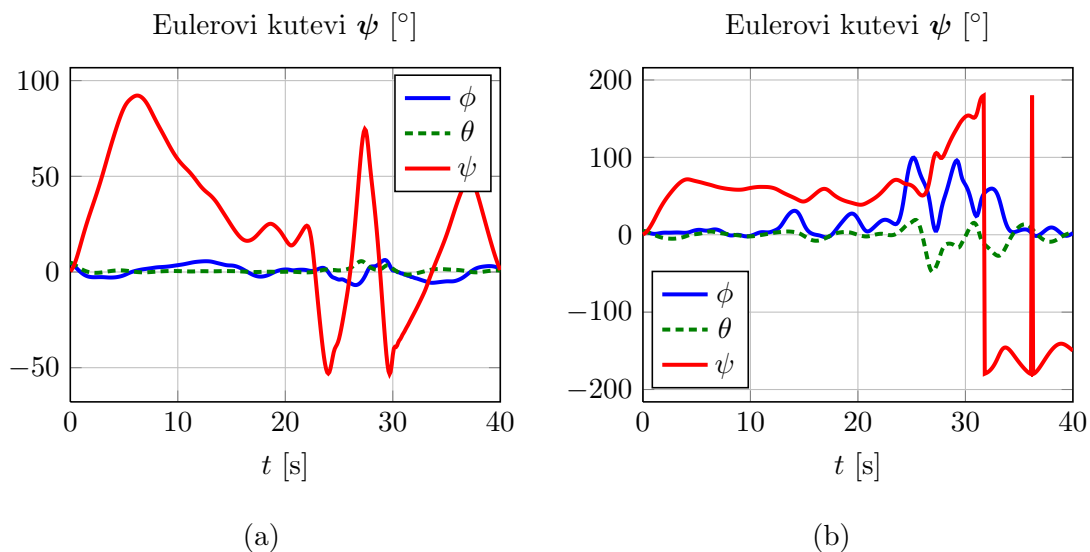 Eulerovi kutevi ψ [°]
100
50
0
−50
0
10
20
30
40
t [s]
ϕ
θ
ψ
(a)
Eulerovi kutevi ψ [°]
200
100
0
−100
−200
0
10
20
30
40
t [s]
ϕ
θ
ψ
(b)